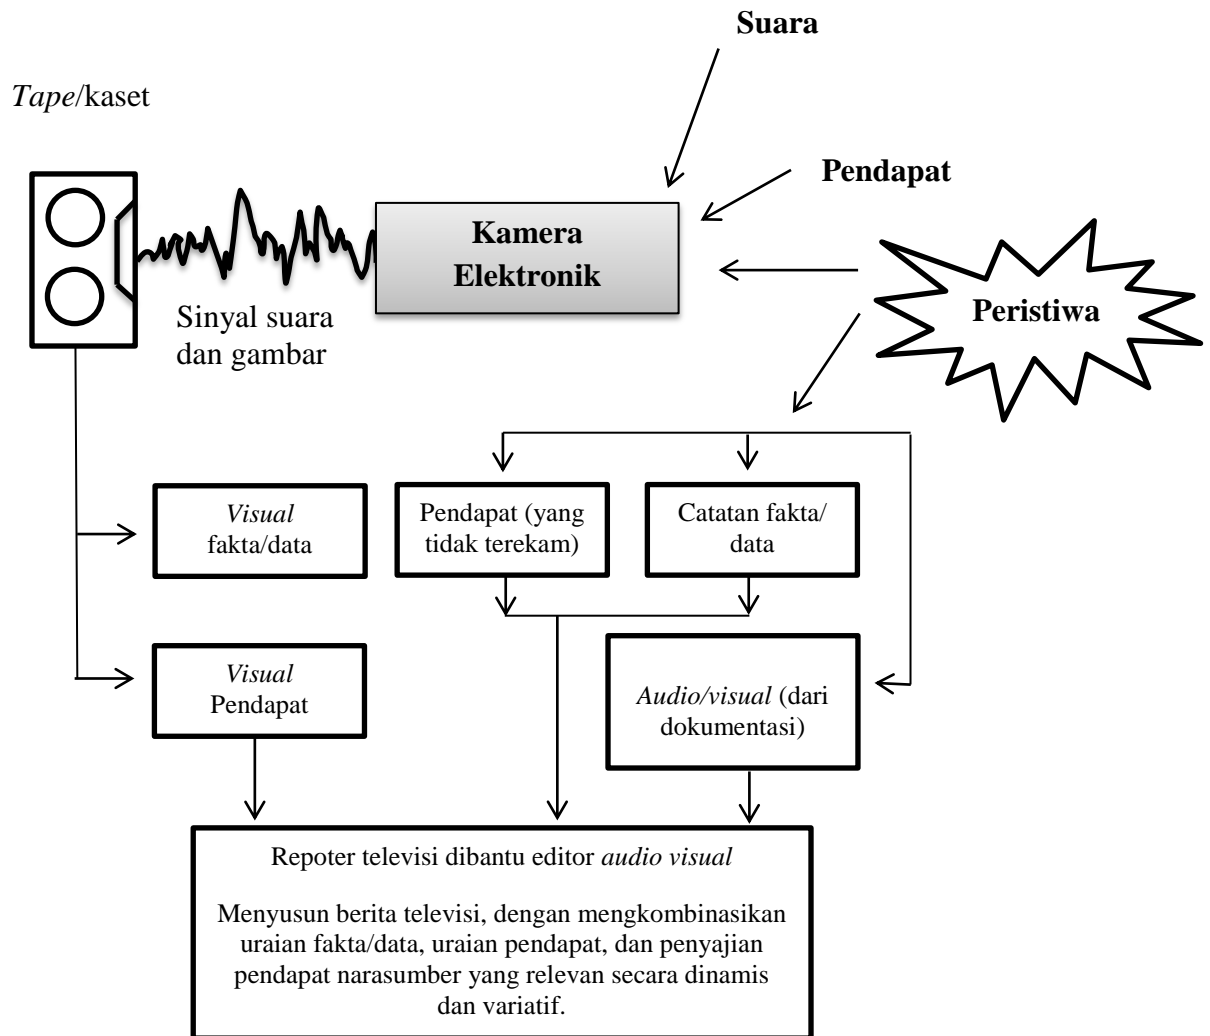 Suara
Tape/kaset
Pendapat
Kamera
Elektronik
Peristiwa
Sinyal suara
dan gambar
Visual
fakta/data
Pendapat (yang
tidak terekam)
Catatan fakta/
data
Visual
Pendapat
Audio/visual (dari
dokumentasi)
Repoter televisi dibantu editor audio visual
Menyusun berita televisi, dengan mengkombinasikan
uraian fakta/data, uraian pendapat, dan penyajian
pendapat narasumber yang relevan secara dinamis
dan variatif.